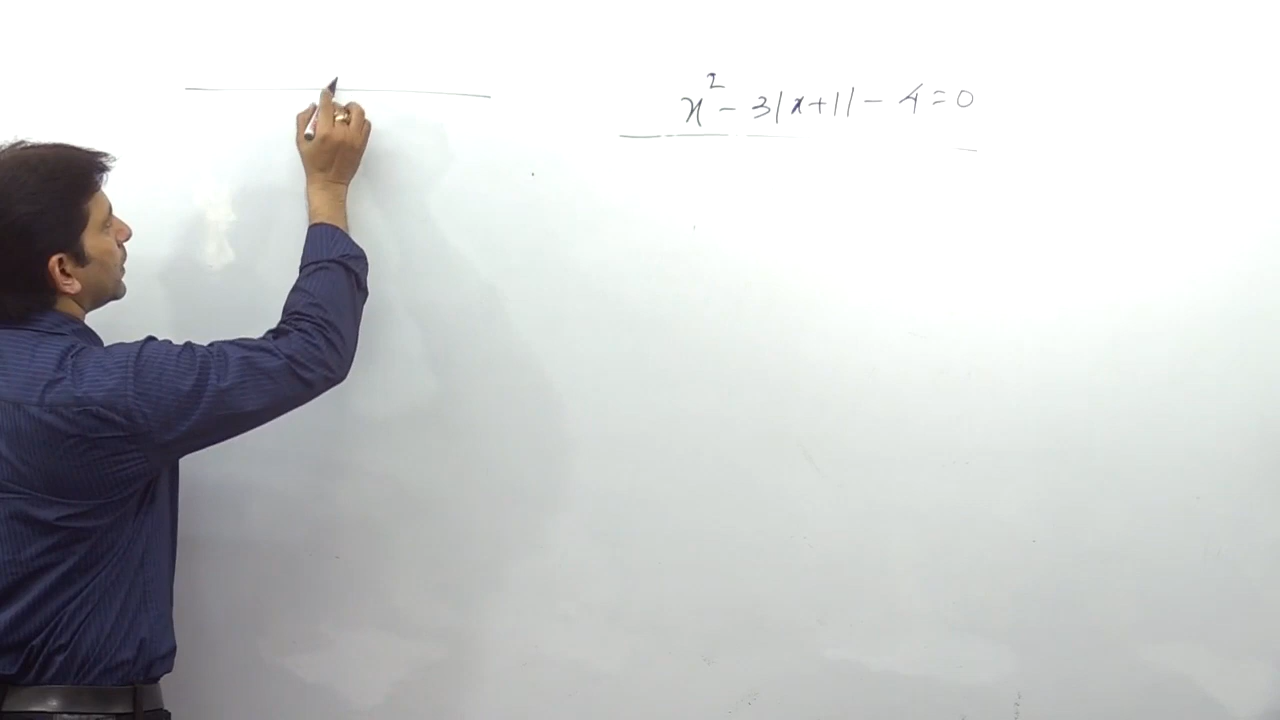 x² - 3|x+1| - 4 = 0